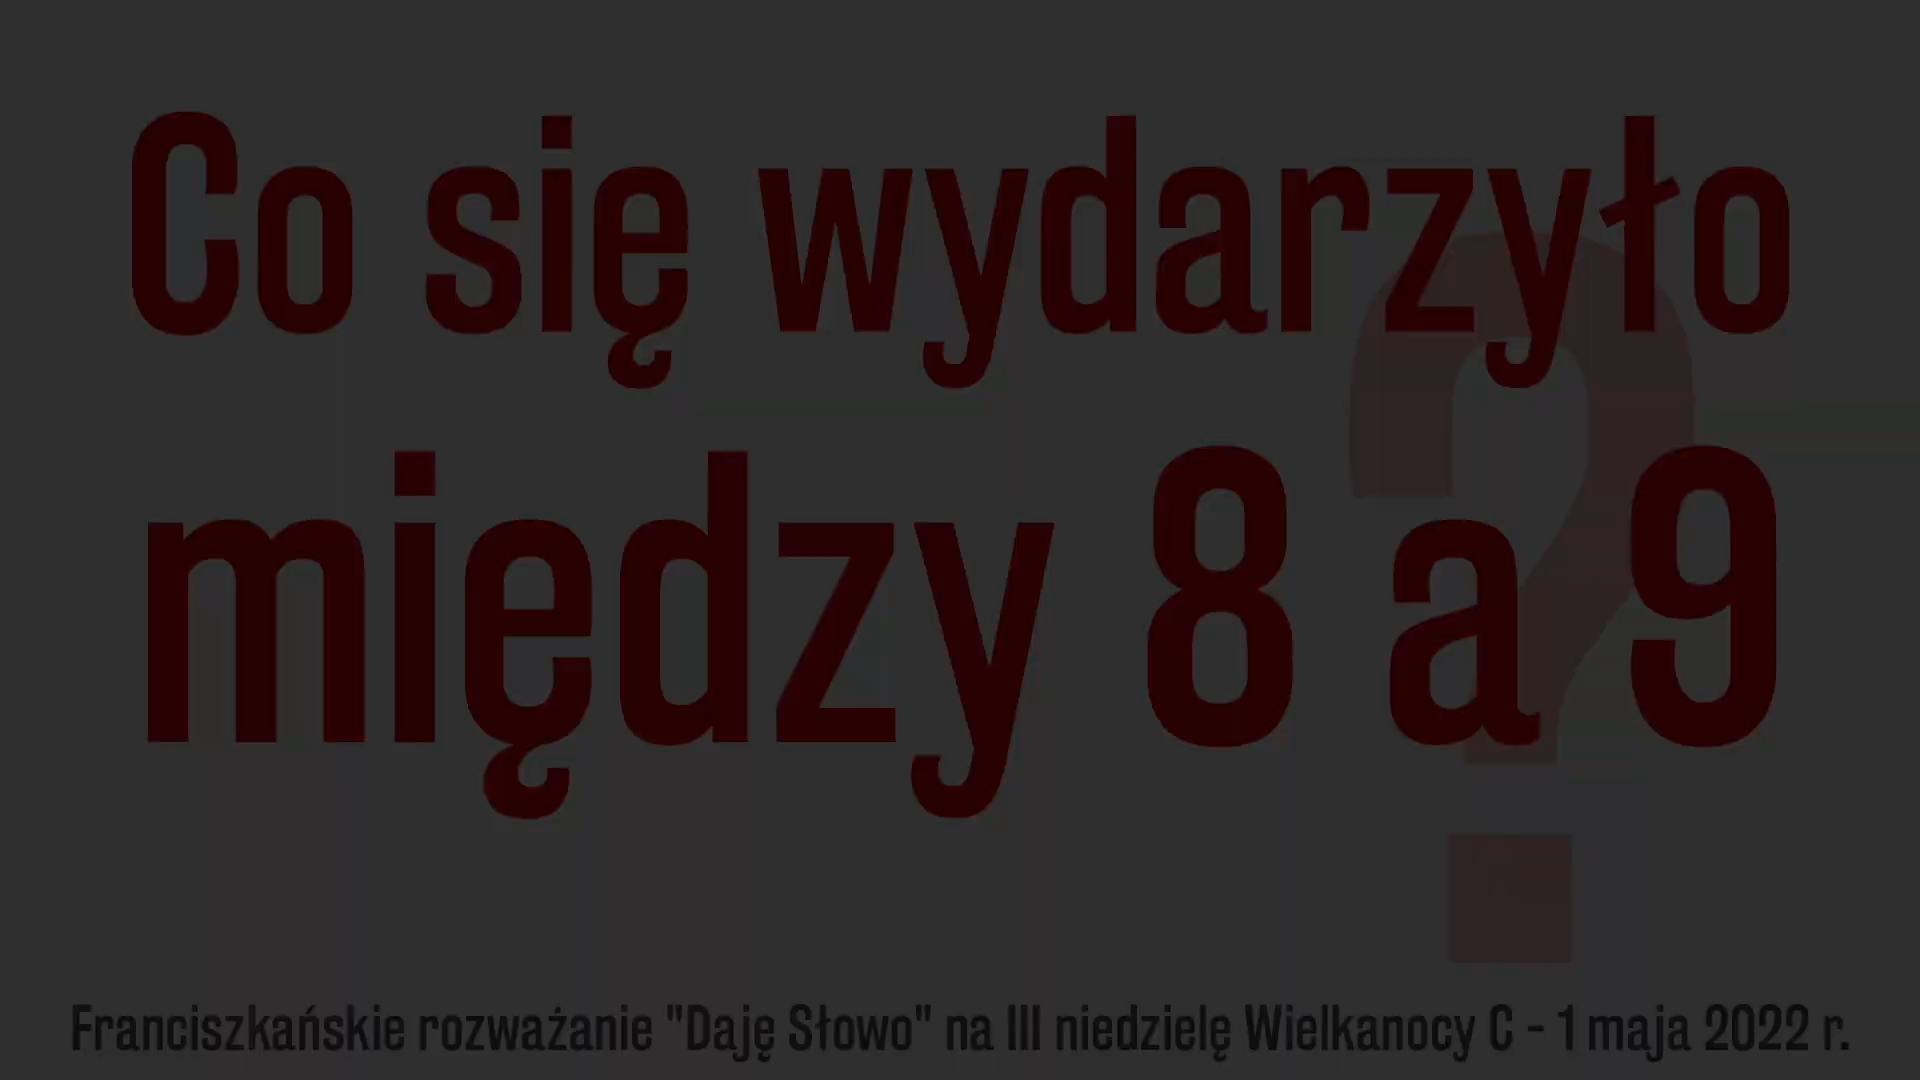 Co się wydarzyło
między 8 a 9
?
Franciszkańskie rozważanie "Daję Słowo" na III niedzielę Wielkanocy C - 1 maja 2022 r.